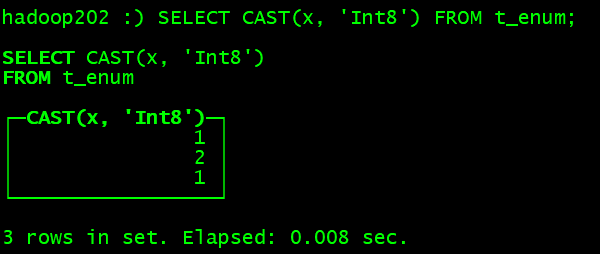 hadoop202 :) SELECT CAST(x, 'Int8') FROM t_enum;
SELECT CAST(x, 'Int8')
FROM t_enum
CAST(x, 'Int8')
1
2
1
3 rows in set. Elapsed: 0.008 sec.